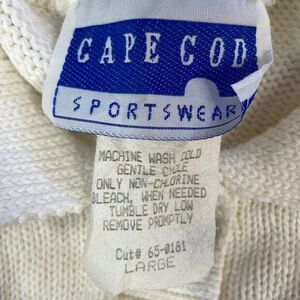 CAPE COD
SPORTSWEAR
MACHINE WASH COLD
GENTLE CYCLE
ONLY NON-CHLORINE
BLEACH, WHEN NEEDED
TUMBLE DRY LOW
REMOVE PROMPTLY
Cut# 65-0181
LARGE